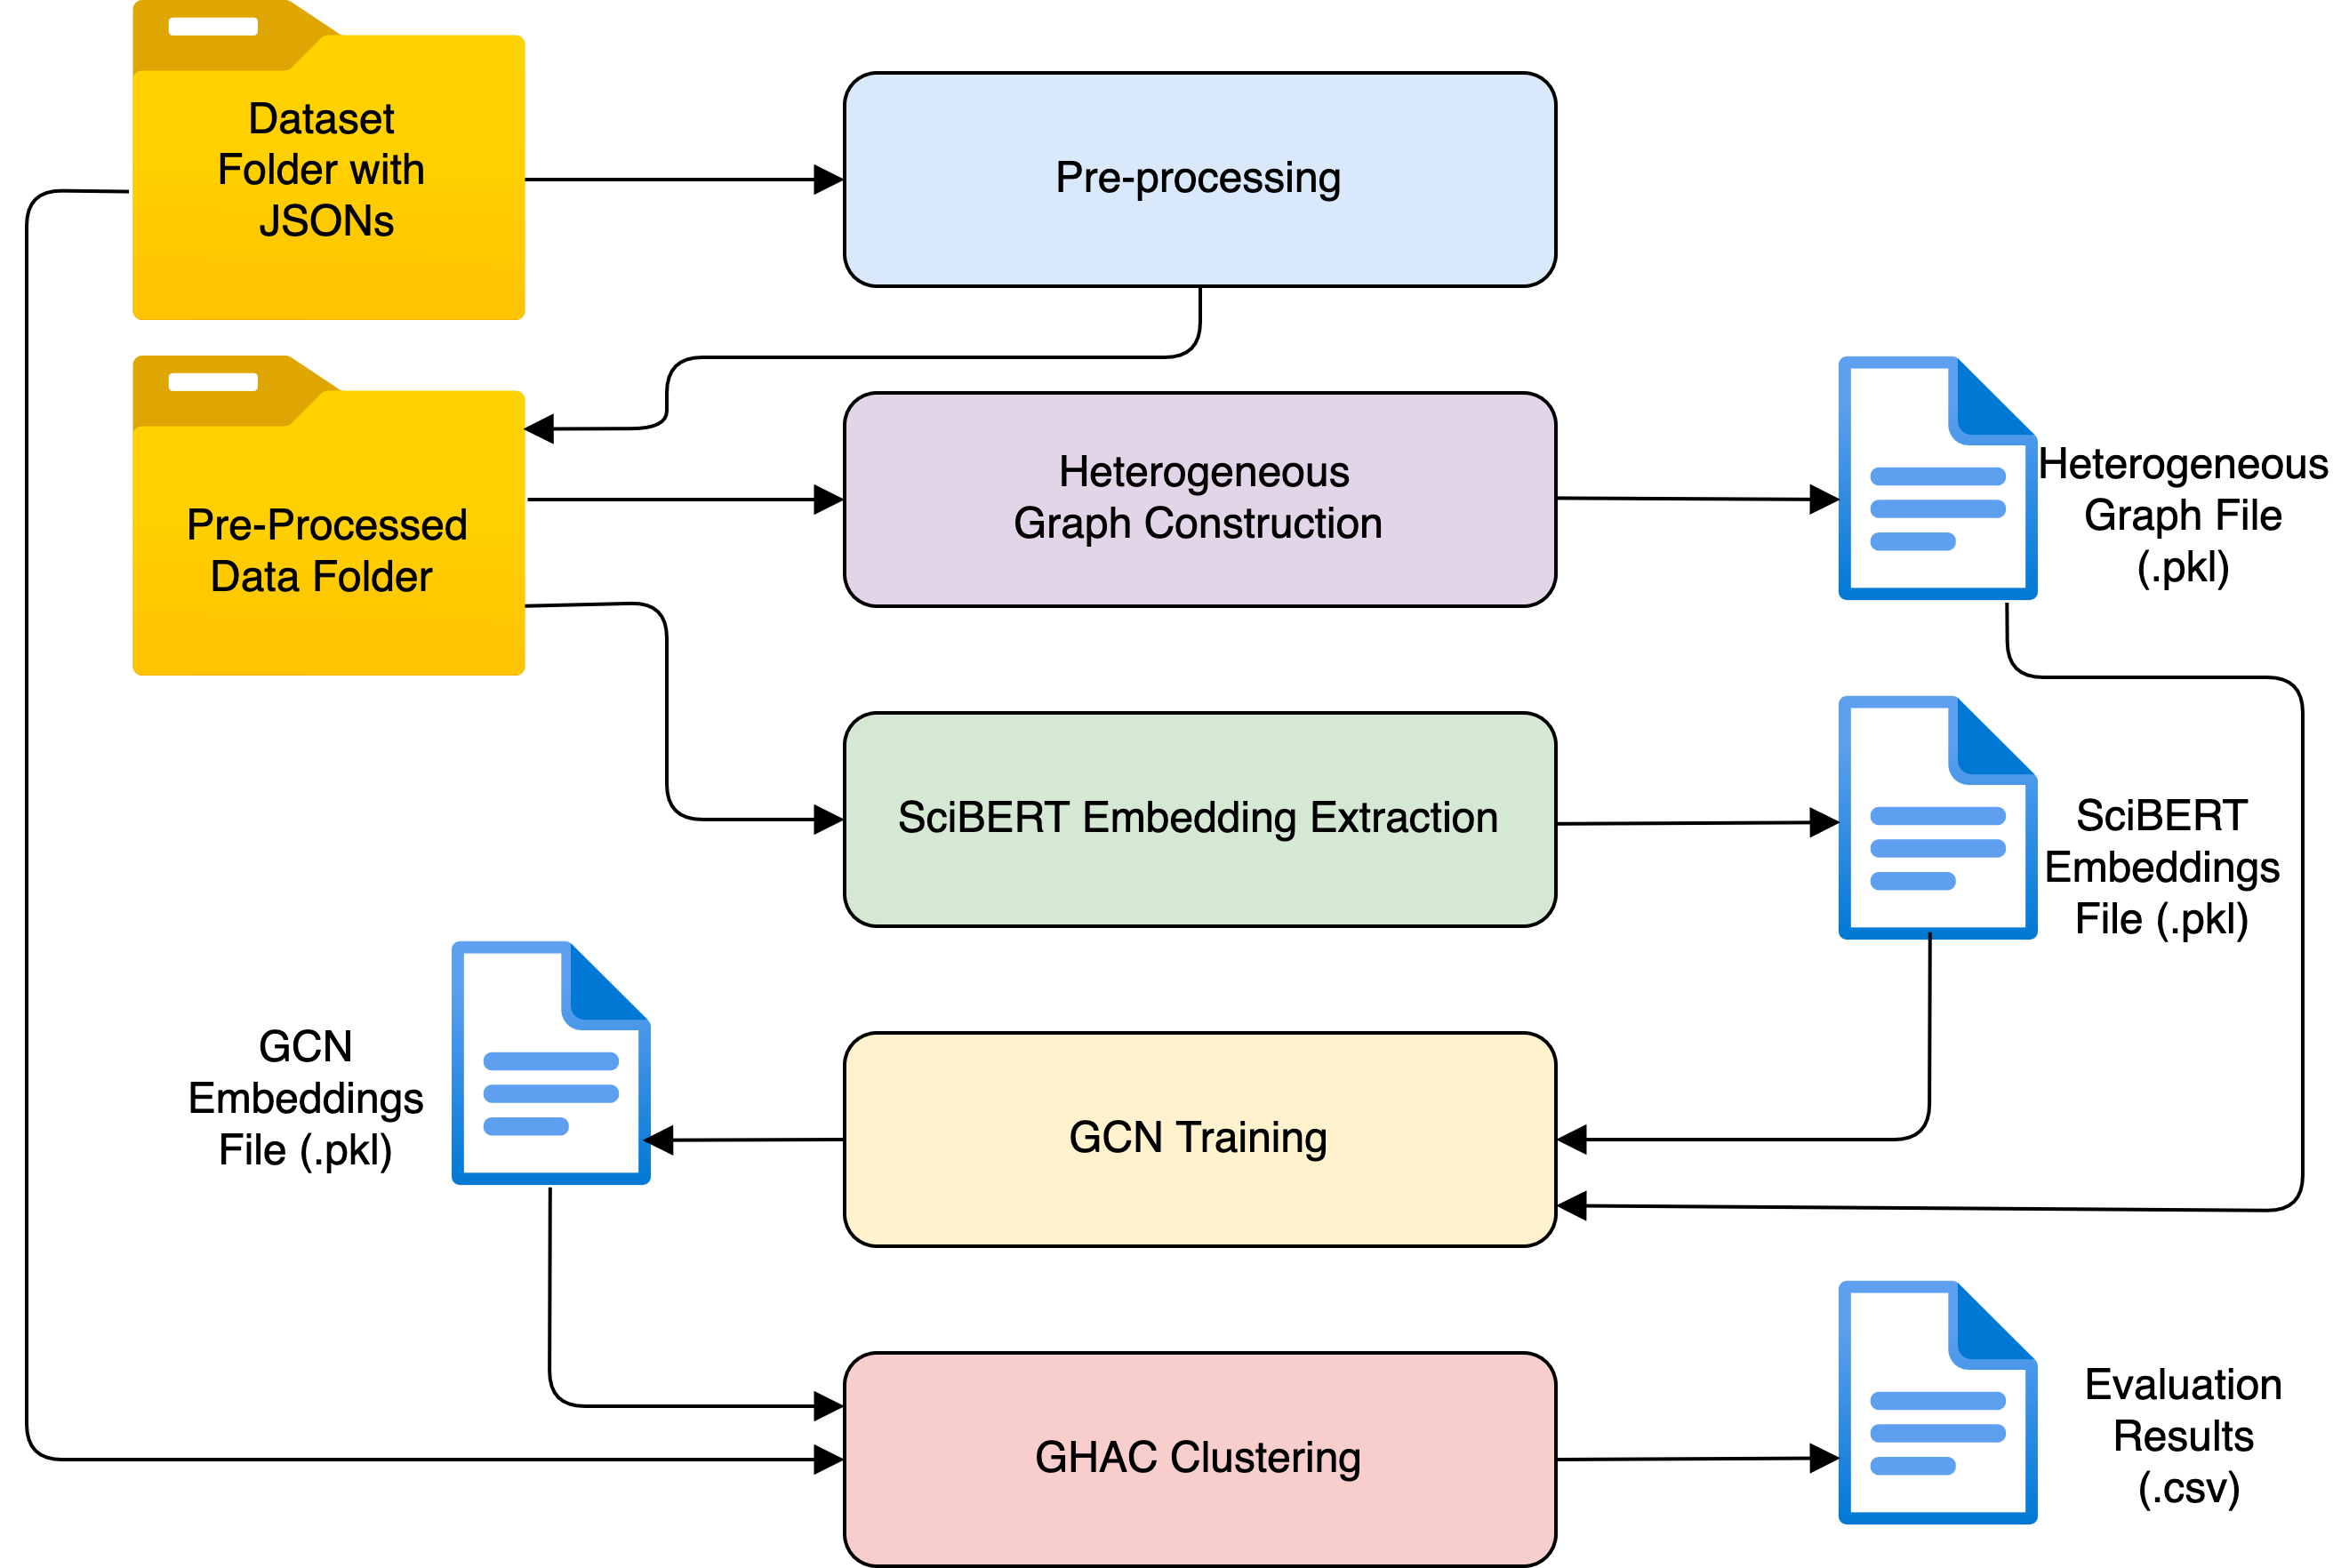 Dataset
Folder with
JSONs
Pre-processing
Pre-Processed
Data Folder
Heterogeneous
Graph Construction
Heterogeneous
Graph File
(.pkl)
SciBERT Embedding Extraction
SciBERT
Embeddings
File (.pkl)
GCN
Embeddings
File (.pkl)
GCN Training
GHAC Clustering
Evaluation
Results
(.csv)